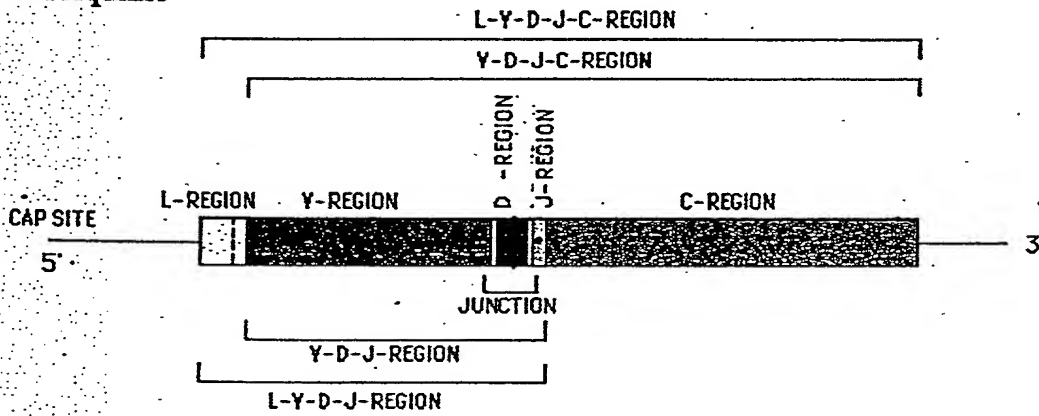 L-Y-D-J-C-REGION
Y-D-J-C-REGION
D -REGION
J-REGION
L-REGION
Y-REGION
C-REGION
CAP SITE
5'
3
JUNCTION
Y-D-J-REGION
L-Y-D-J-REGION